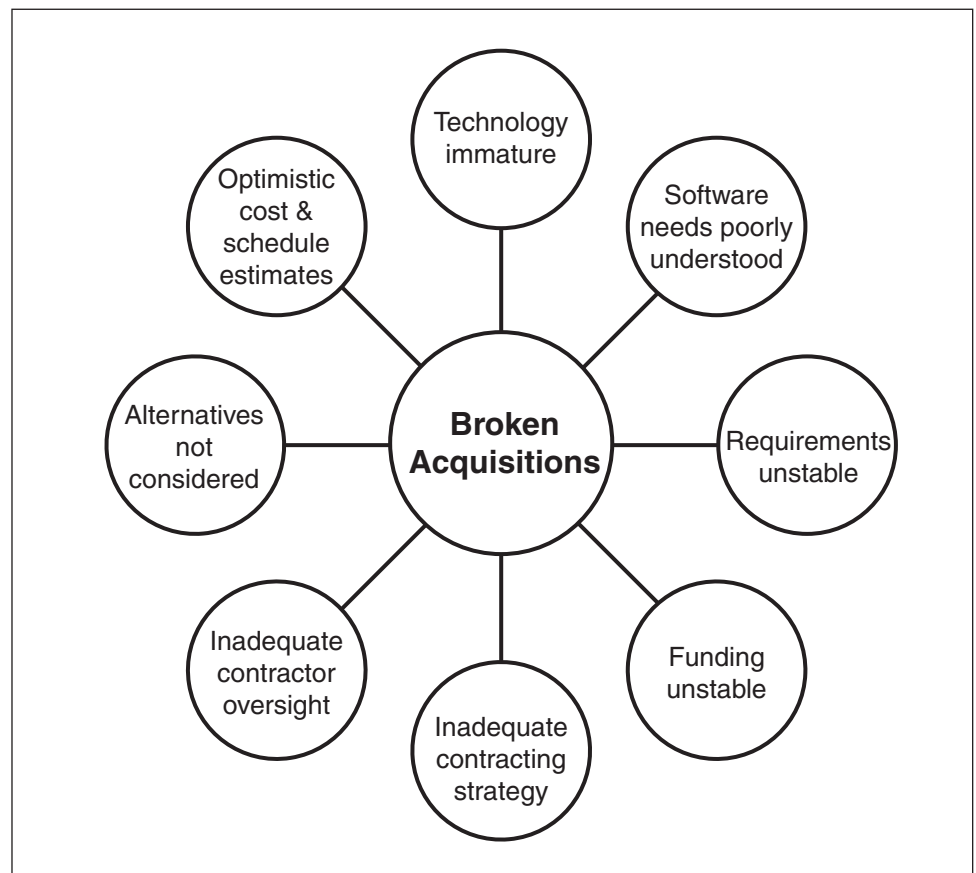 Technology
immature
Software
needs poorly
understood
Requirements
unstable
Funding
unstable
Inadequate
contracting
strategy
Inadequate
contractor
oversight
Alternatives
not
considered
Optimistic
cost &
schedule
estimates
Broken
Acquisitions